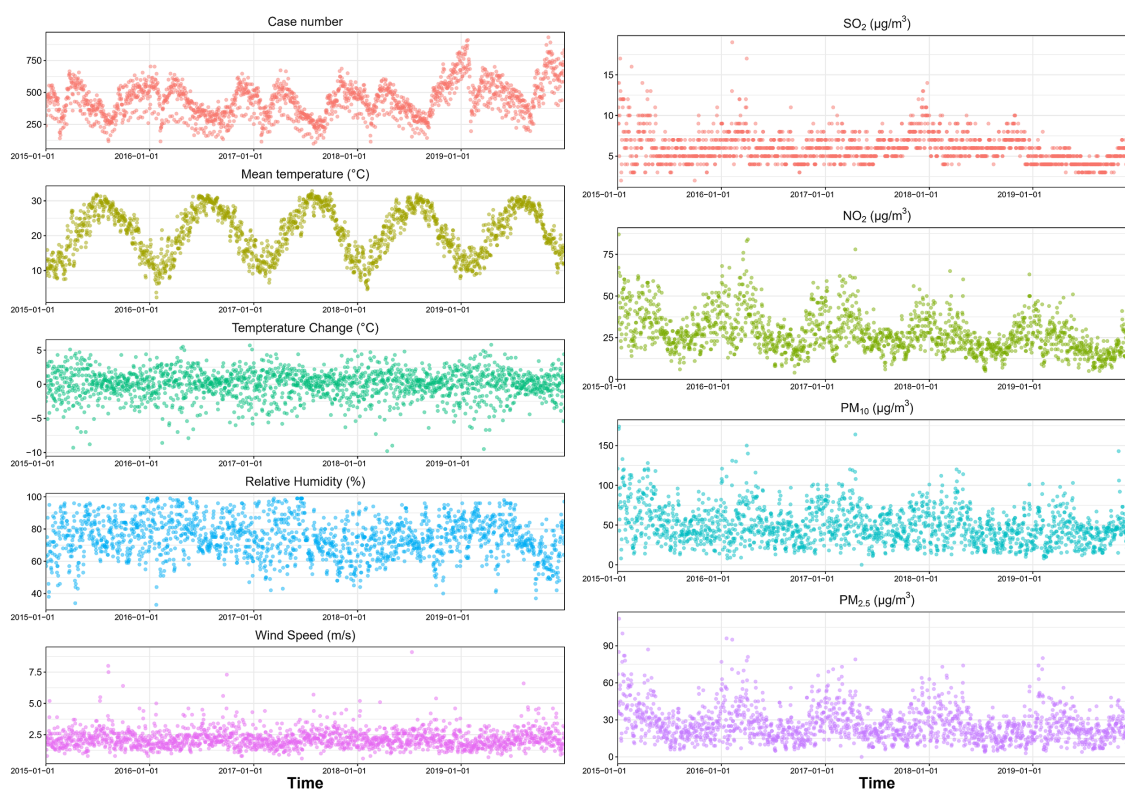 Case number
750
500
250
2015−01−01 2016−01−01 2017−01−01 2018−01−01 2019−01−01
Mean temperature (°C)
30
20
10
2015−01−01 2016−01−01 2017−01−01 2018−01−01 2019−01−01
Tempterature Change (°C)
5
0
−5
−10
2015−01−01 2016−01−01 2017−01−01 2018−01−01 2019−01−01
Relative Humidity (%)
100
80
60
40
2015−01−01 2016−01−01 2017−01−01 2018−01−01 2019−01−01
Wind Speed (m/s)
7.5
5.0
2.5
2015−01−01 2016−01−01 2017−01−01 2018−01−01 2019−01−01
Time
SO₂ (µg/m³)
15
10
5
2015−01−01 2016−01−01 2017−01−01 2018−01−01 2019−01−01
NO₂ (µg/m³)
75
50
25
0
2015−01−01 2016−01−01 2017−01−01 2018−01−01 2019−01−01
PM₁₀ (µg/m³)
150
100
50
0
2015−01−01 2016−01−01 2017−01−01 2018−01−01 2019−01−01
PM₂.₅ (µg/m³)
90
60
30
0
2015−01−01 2016−01−01 2017−01−01 2018−01−01 2019−01−01
Time